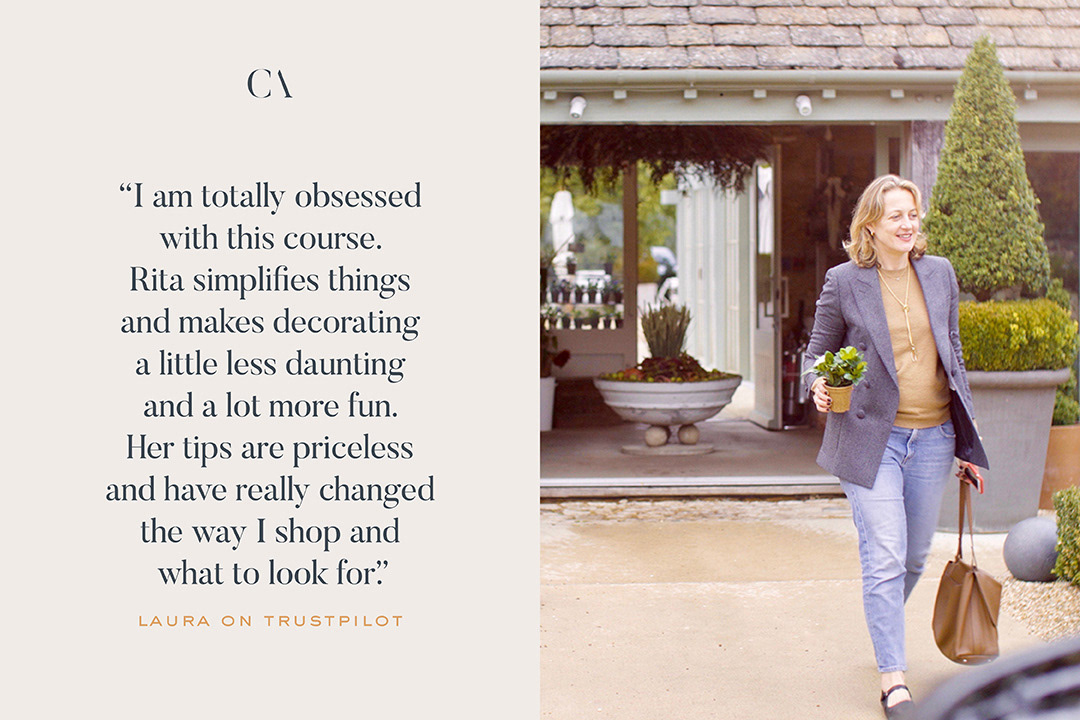 CA
“I am totally obsessed
with this course.
Rita simplifies things
and makes decorating
a little less daunting
and a lot more fun.
Her tips are priceless
and have really changed
the way I shop and
what to look for.”
LAURA ON TRUSTPILOT